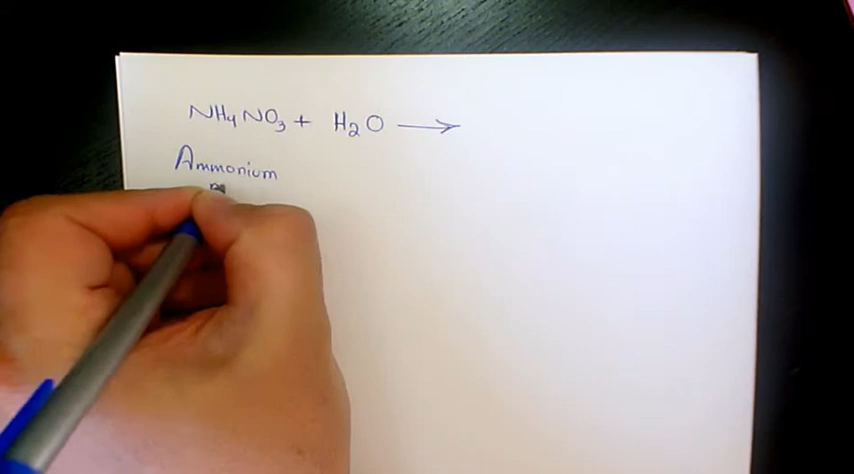 NH₄NO₃ + H₂O ⟶
Ammonium